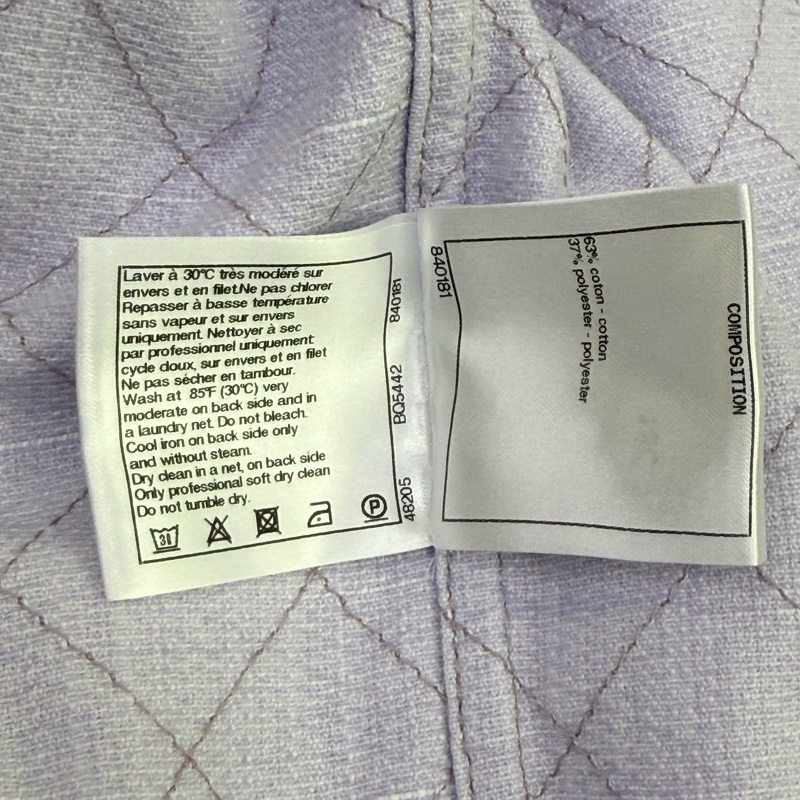 Laver à 30°C très modéré sur
envers et en filet.Ne pas chlorer
Repasser à basse température
sans vapeur et sur envers
uniquement. Nettoyer à sec
par professionnel uniquement
cycle doux, sur envers et en filet
Ne pas sécher en tambour.
Wash at 85°F (30°C) very
moderate on back side and in
a laundry net. Do not bleach.
Cool iron on back side only
and without steam.
Dry clean in a net, on back side
Only professional soft dry clean
Do not tumble dry.
30
P
840181
BQ5442
48205
840181
COMPOSITION
63% coton - cotton
37% polyester - polyester